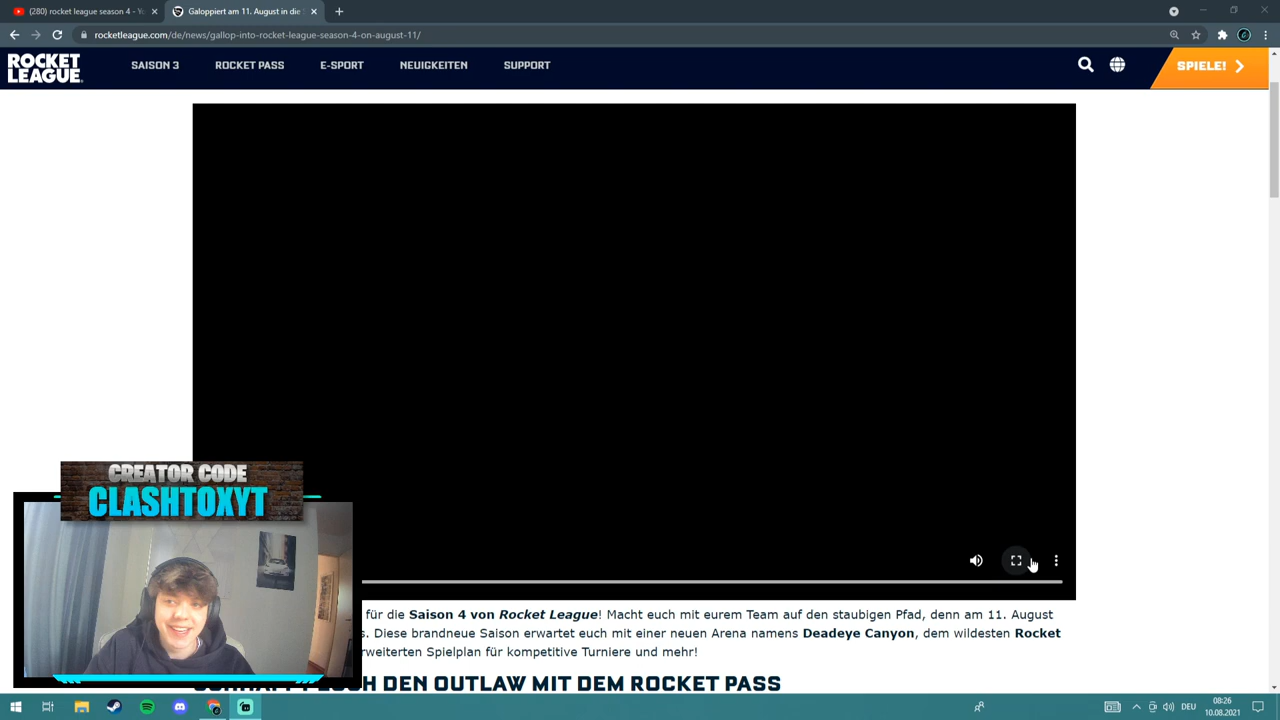 (280) rocket league season 4 - Yo
Galoppiert am 11. August in die S
rocketleague.com/de/news/gallop-into-rocket-league-season-4-on-august-11/
ROCKET
LEAGUE
SAISON 3
ROCKET PASS
E-SPORT
NEUIGKEITEN
SUPPORT
SPIELE!
CREATOR CODE
CLASHTOXYT
für die Saison 4 von Rocket League! Macht euch mit eurem Team auf den staubigen Pfad, denn am 11. August
s. Diese brandneue Saison erwartet euch mit einer neuen Arena namens Deadeye Canyon, dem wildesten Rocket
rweiterten Spielplan für kompetitive Turniere und mehr!
SCHNAPPT EUCH DEN OUTLAW MIT DEM ROCKET PASS
DEU
08:26
10.08.2021